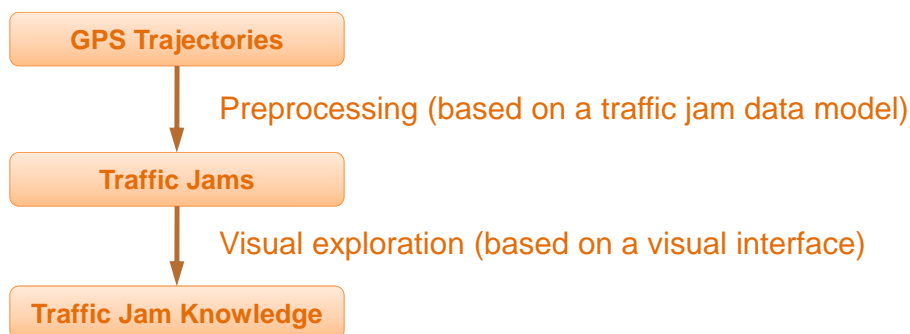 GPS Trajectories
Preprocessing (based on a traffic jam data model)
Traffic Jams
Visual exploration (based on a visual interface)
Traffic Jam Knowledge